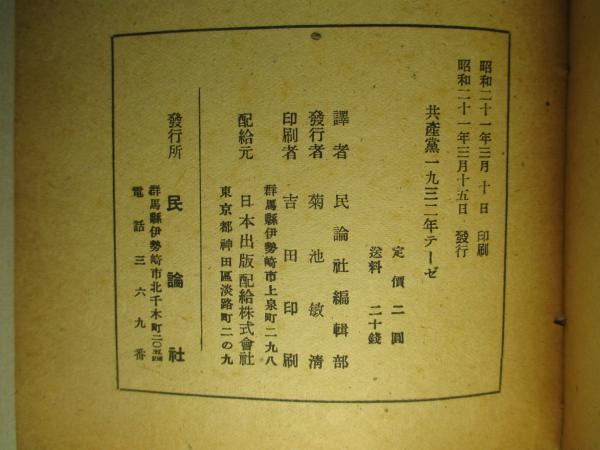 昭和二十一年三月十日 印刷
昭和二十一年三月十五日 發行
共產黨一九三二年テーゼ
定價 二圓
送料 二十錢
譯者 民論社編輯部
發行者 菊池敏淸
群馬縣伊勢崎市上泉町二九八
印刷者 吉田印刷
配給元 日本出版配給株式會社
東京都神田區淡路町二の九
發行所 民論社
群馬縣伊勢崎市北千木町二〇五四
電話三六九番